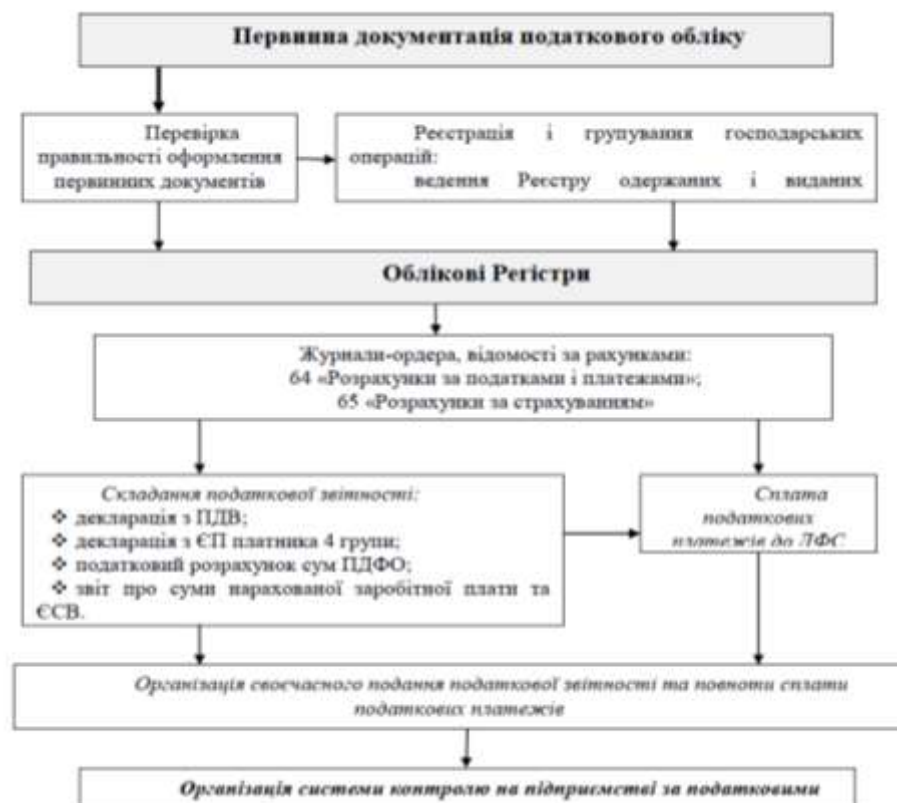 Первинна документація податкового обліку
Перевірка
правильності оформлення
первинних документів
Реєстрація і групування господарських
операцій:
ведення Реєстру одержаних і виданих
Облікові Регістри
Журнали-ордера, відомості за рахунками:
64 «Розрахунки за податками і платежами»;
65 «Розрахунки за страхуванням»
Складання податкової звітності:
❖ декларація з ПДВ;
❖ декларація з ЄП платника 4 групи;
❖ податковий розрахунок сум ПДФО;
❖ звіт про суми нарахованої заробітної плати та
ЄСВ.
Сплата
податкових
платежів до ДФС
Організація своєчасного подання податкової звітності та повноти сплати
податкових платежів
Організація системи контролю на підприємстві за податковими